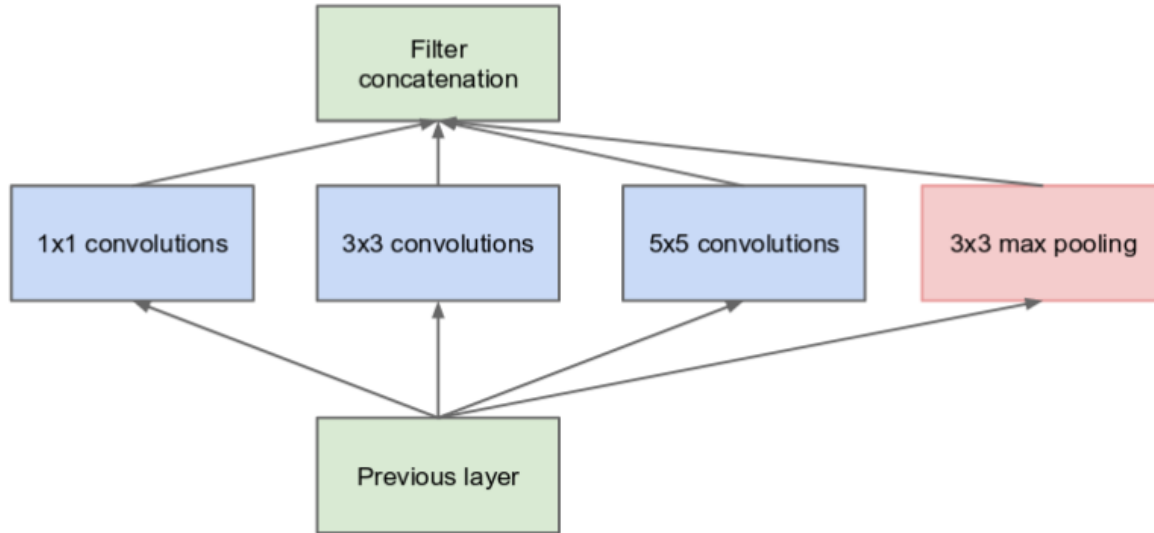 Filter
concatenation
1x1 convolutions
3x3 convolutions
5x5 convolutions
3x3 max pooling
Previous layer